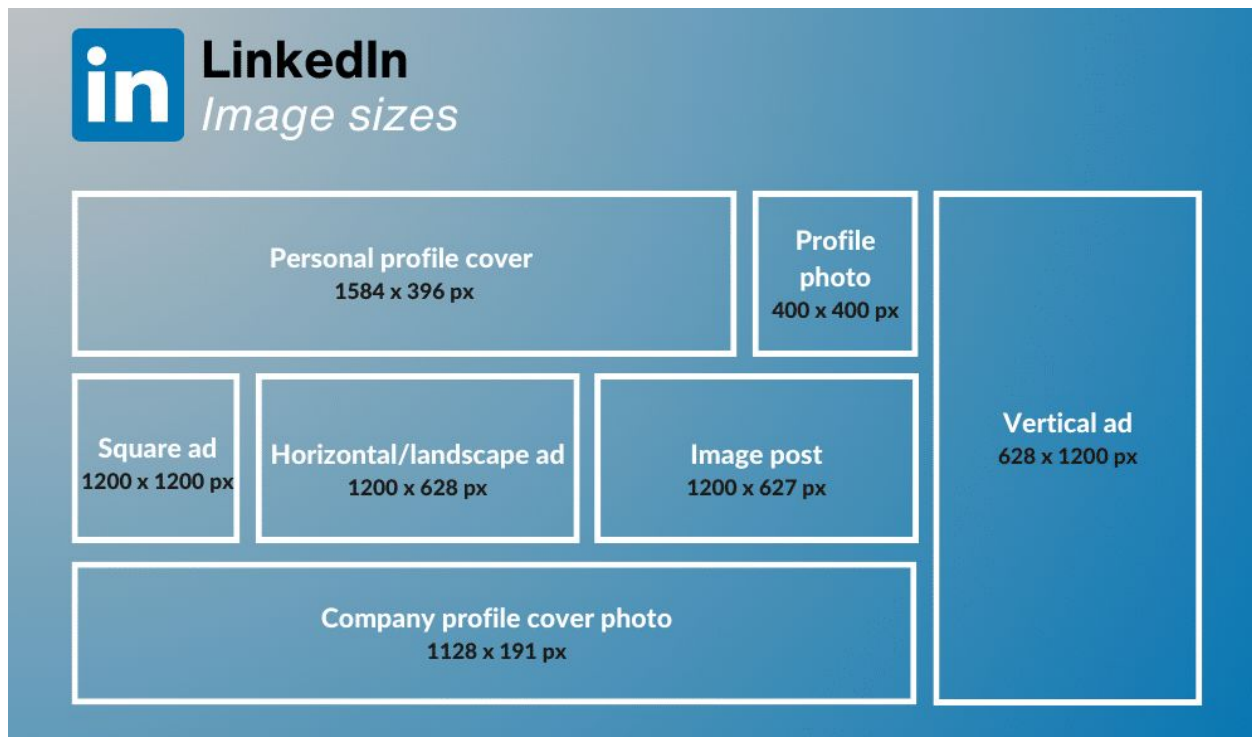 in
LinkedIn
Image sizes
Personal profile cover
1584 x 396 px
Profile
photo
400 x 400 px
Vertical ad
628 x 1200 px
Square ad
1200 x 1200 px
Horizontal/landscape ad
1200 x 628 px
Image post
1200 x 627 px
Company profile cover photo
1128 x 191 px